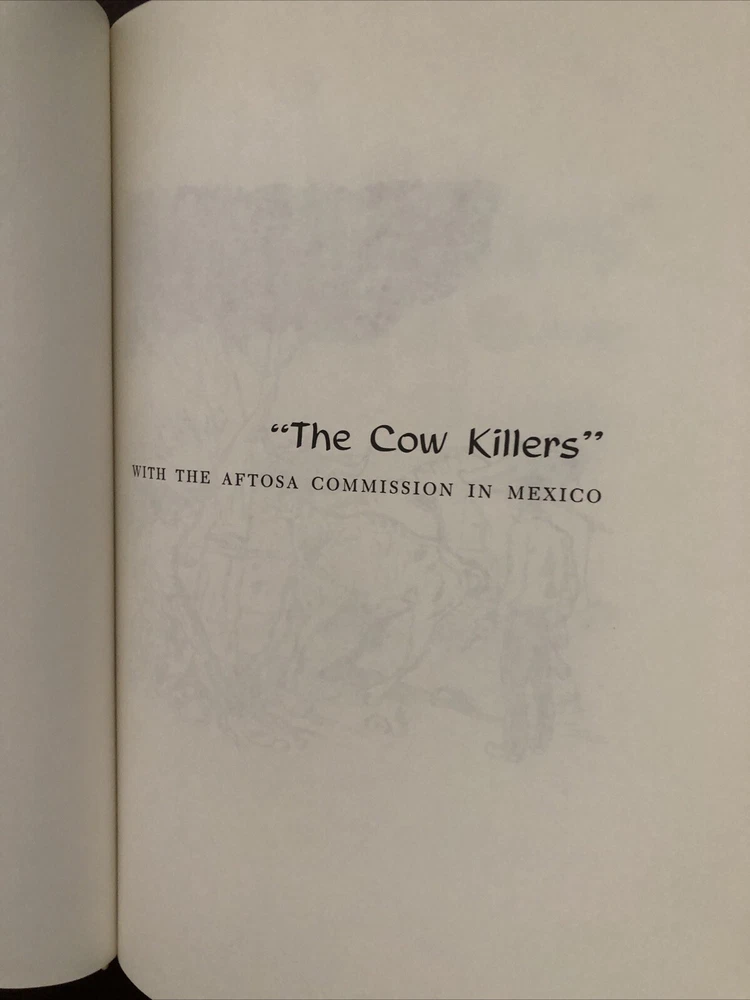 “The Cow Killers”
WITH THE AFTOSA COMMISSION IN MEXICO